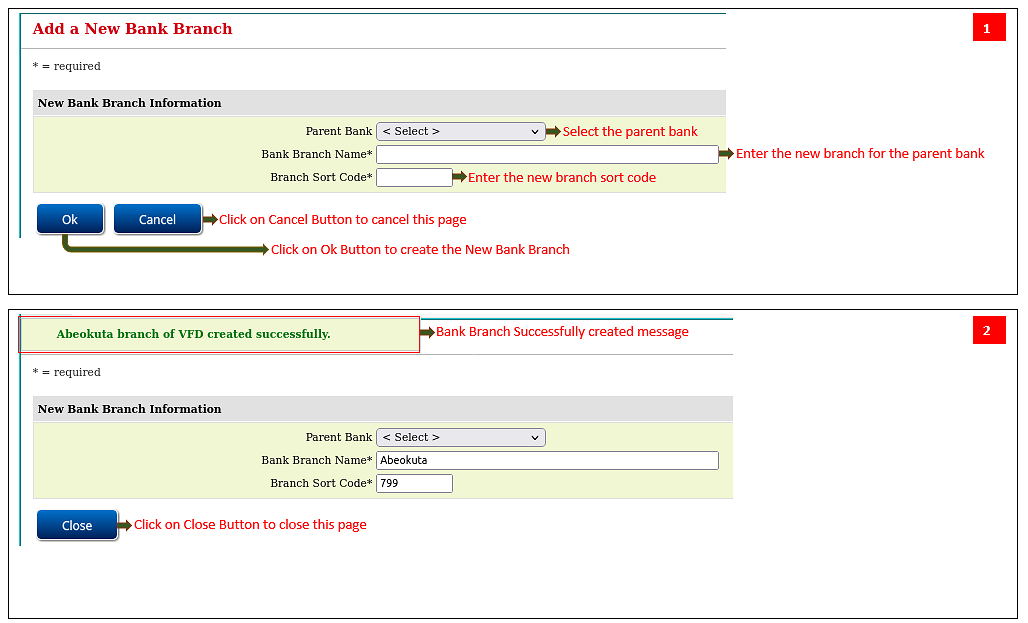 Add a New Bank Branch
1
* = required
New Bank Branch Information
Parent Bank < Select > Select the parent bank
Bank Branch Name* Enter the new branch for the parent bank
Branch Sort Code* Enter the new branch sort code
Ok Cancel Click on Cancel Button to cancel this page
Click on Ok Button to create the New Bank Branch
Abeokuta branch of VFD created successfully. Bank Branch Successfully created message
2
* = required
New Bank Branch Information
Parent Bank < Select >
Bank Branch Name* Abeokuta
Branch Sort Code* 799
Close Click on Close Button to close this page